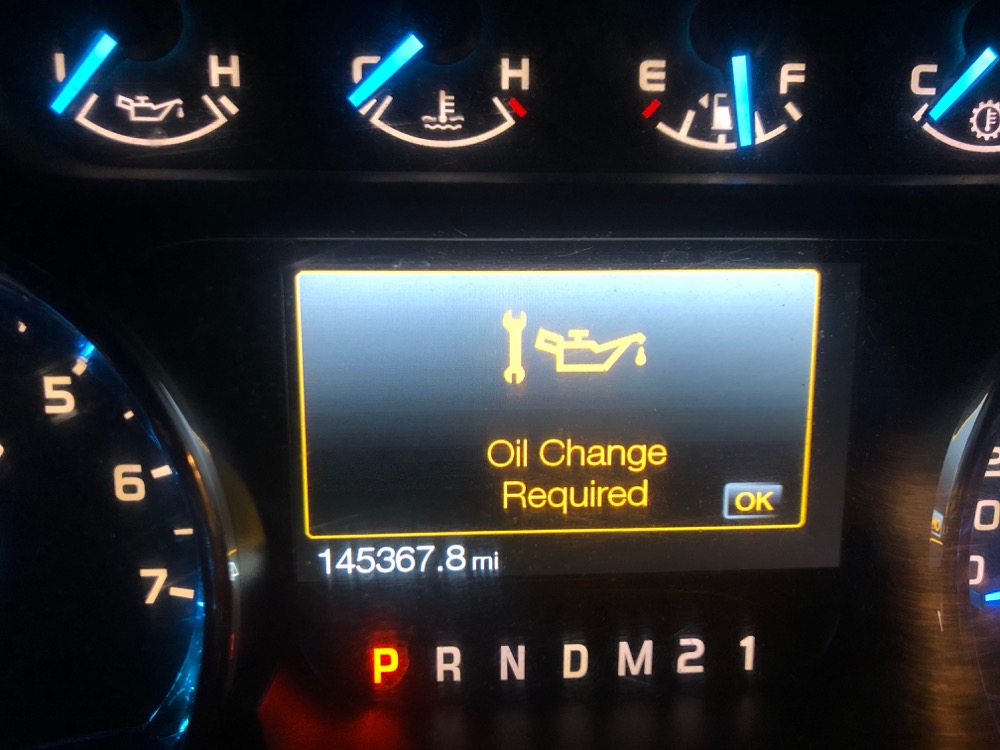 H
H
E F
C
5
6
7
Oil Change
Required
OK
145367.8 mi
P R N D M 2 1